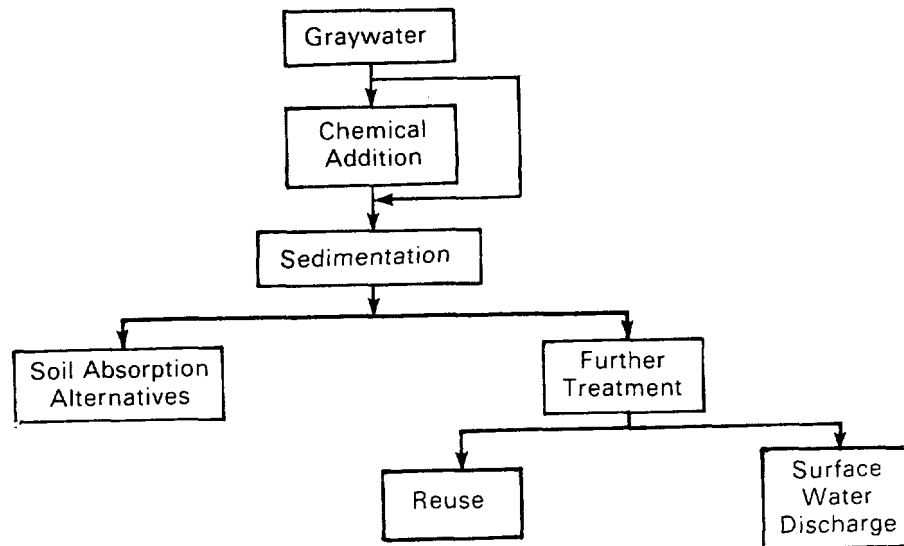 Graywater
Chemical
Addition
Sedimentation
Soil Absorption
Alternatives
Further
Treatment
Reuse
Surface
Water
Discharge